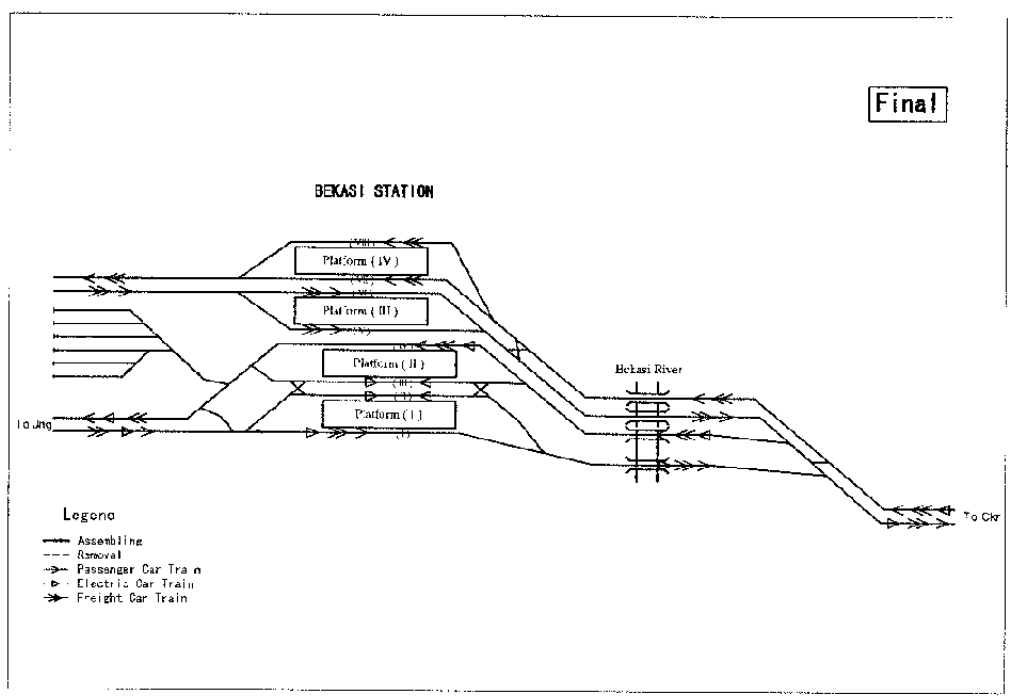 Final
BEKASI STATION
Platform ( IV )
Platform ( III )
Platform ( II )
Platform ( I )
Bekasi River
To Jng
To Ckr
Legend
Assembling
Removal
Passenger Car Train
Electric Car Train
Freight Car Train